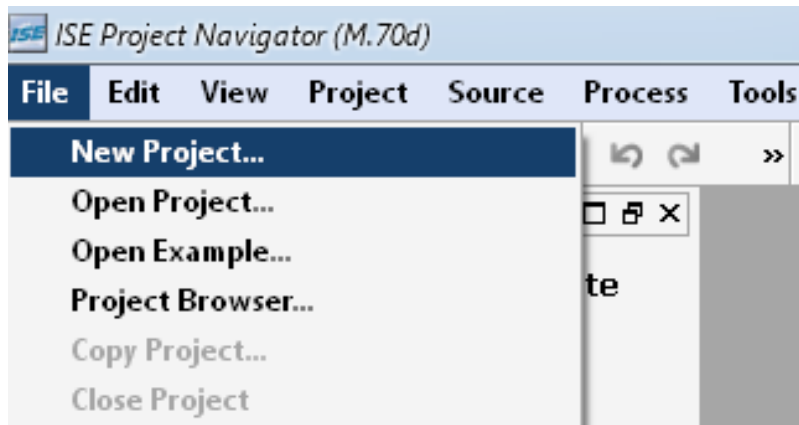 ISE ISE Project Navigator (M.70d)
File Edit View Project Source Process Tools
New Project... »
Open Project...
Open Example...
Project Browser... te
Copy Project...
Close Project